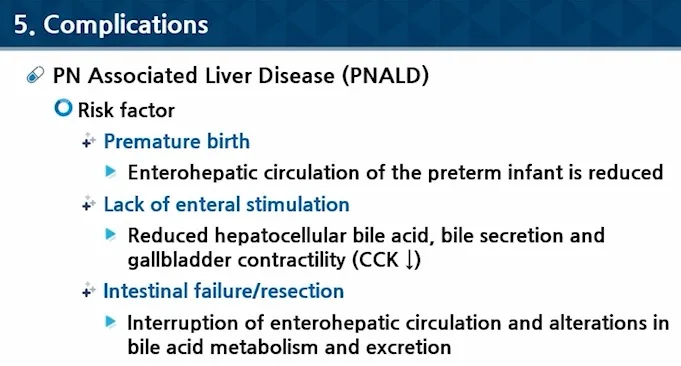 5. Complications
PN Associated Liver Disease (PNALD)
Risk factor
Premature birth
Enterohepatic circulation of the preterm infant is reduced
Lack of enteral stimulation
Reduced hepatocellular bile acid, bile secretion and
gallbladder contractility (CCK ↓)
Intestinal failure/resection
Interruption of enterohepatic circulation and alterations in
bile acid metabolism and excretion